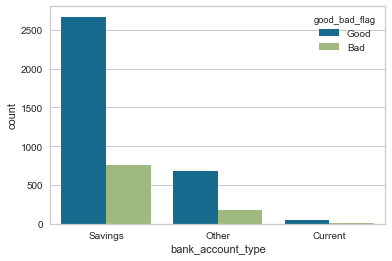 good_bad_flag
Good
Bad
2500
2000
1500
1000
500
0
count
Savings
Other
Current
bank_account_type